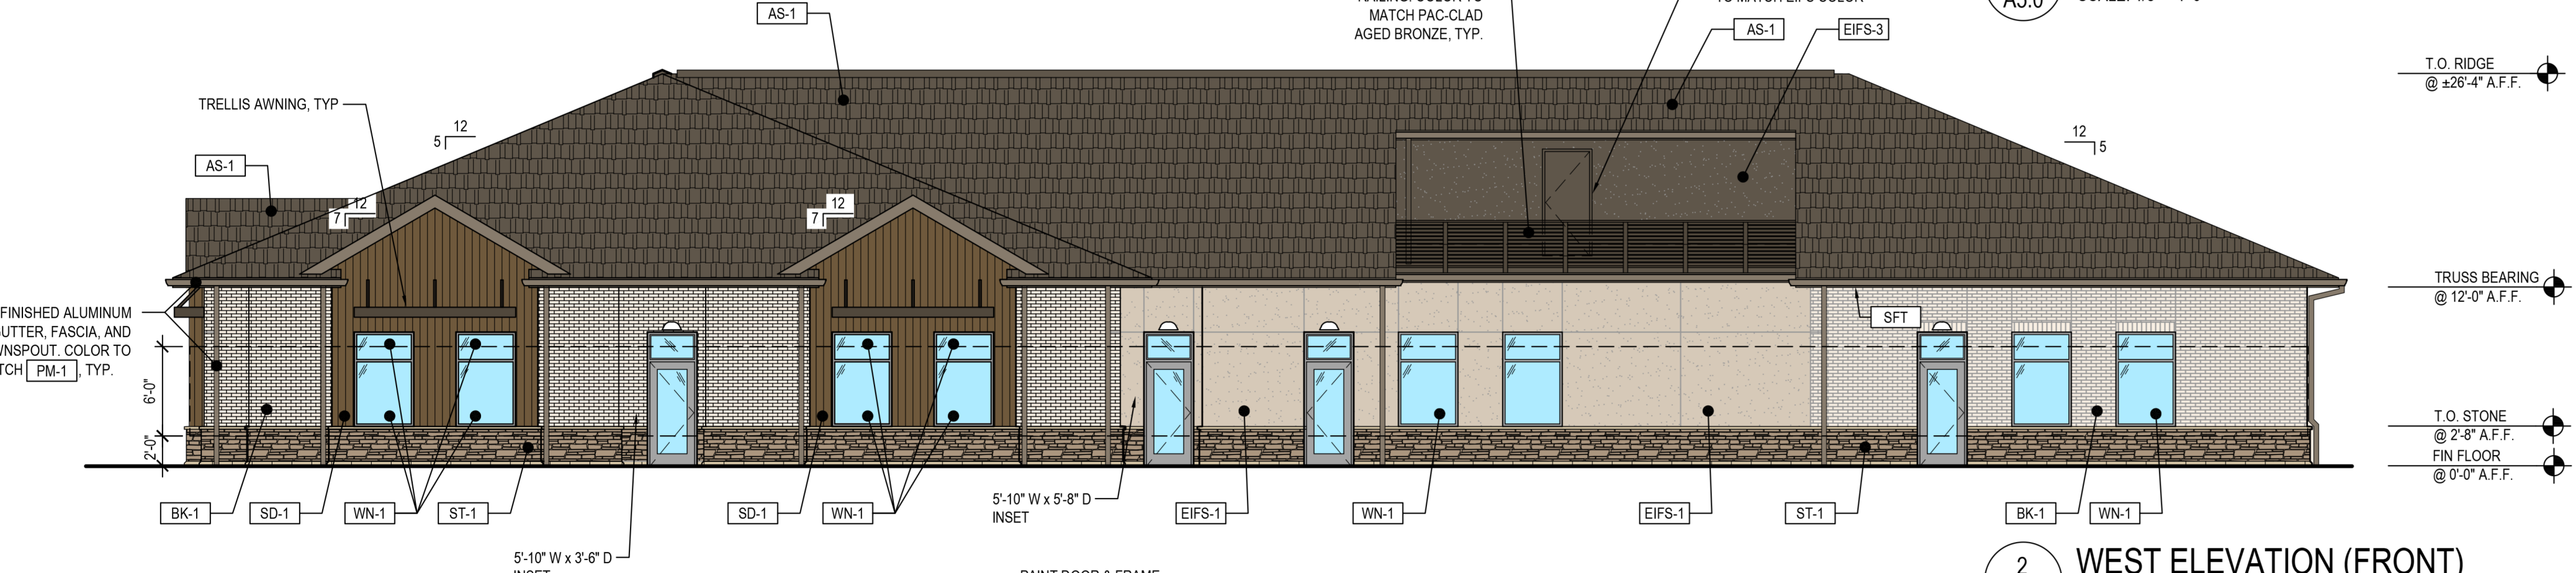 AS-1
MATCH PAC-CLAD
AGED BRONZE, TYP.
AS-1
EIFS-3
T.O. RIDGE
@ ±26'-4" A.F.F.
TRELLIS AWNING, TYP
12
5
12
5
AS-1
12
7
12
7
TRUSS BEARING
@ 12'-0" A.F.F.
FINISHED ALUMINUM
GUTTER, FASCIA, AND
WNSPOUT. COLOR TO
TCH PM-1 , TYP.
SFT
6'-0"
2'-0"
T.O. STONE
@ 2'-8" A.F.F.
FIN FLOOR
@ 0'-0" A.F.F.
BK-1
SD-1
WN-1
ST-1
SD-1
WN-1
5'-10" W x 5'-8" D
INSET
EIFS-1
WN-1
EIFS-1
ST-1
BK-1
WN-1
5'-10" W x 3'-6" D
2
WEST ELEVATION (FRONT)